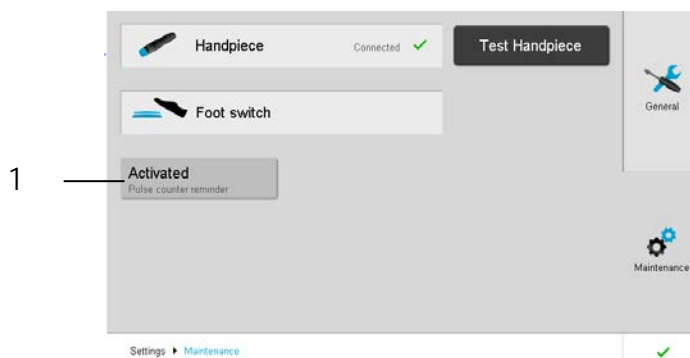 Handpiece
Connected
Test Handpiece
General
Foot switch
1
Activated
Pulse counter reminder
Maintenance
Settings Maintenance